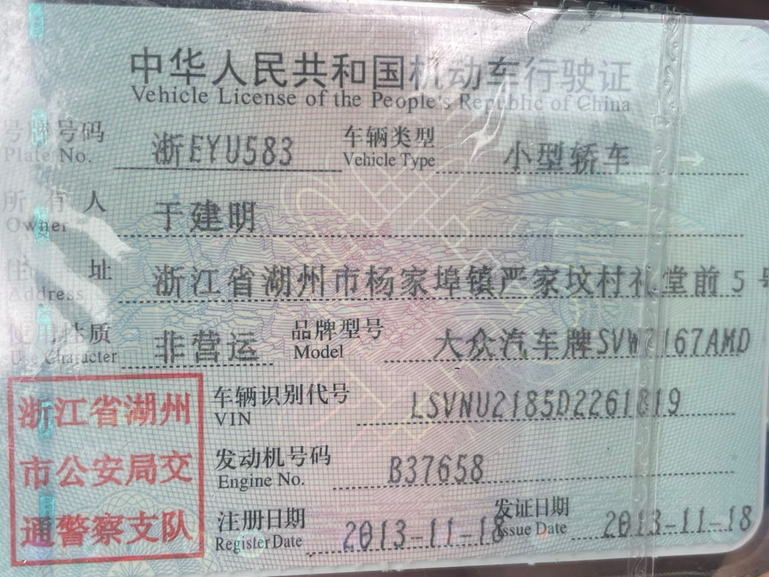 中华人民共和国机动车行驶证
Vehicle License of the People's Republic of China
号牌号码 浙EYU583 车辆类型 小型轿车
Plate No. Vehicle Type
所有人 于建明
Owner
住址 浙江省湖州市杨家埠镇严家坟村礼堂前5号
Address
使用性质 非营运 品牌型号 大众汽车牌SVW7167AMD
Use Character Model
浙江省湖州 车辆识别代号 LSVNU2185D2261819
VIN
市公安局交 发动机号码 B37658
Engine No.
通警察支队 注册日期 2013-11-18 发证日期 2013-11-18
Register Date Issue Date